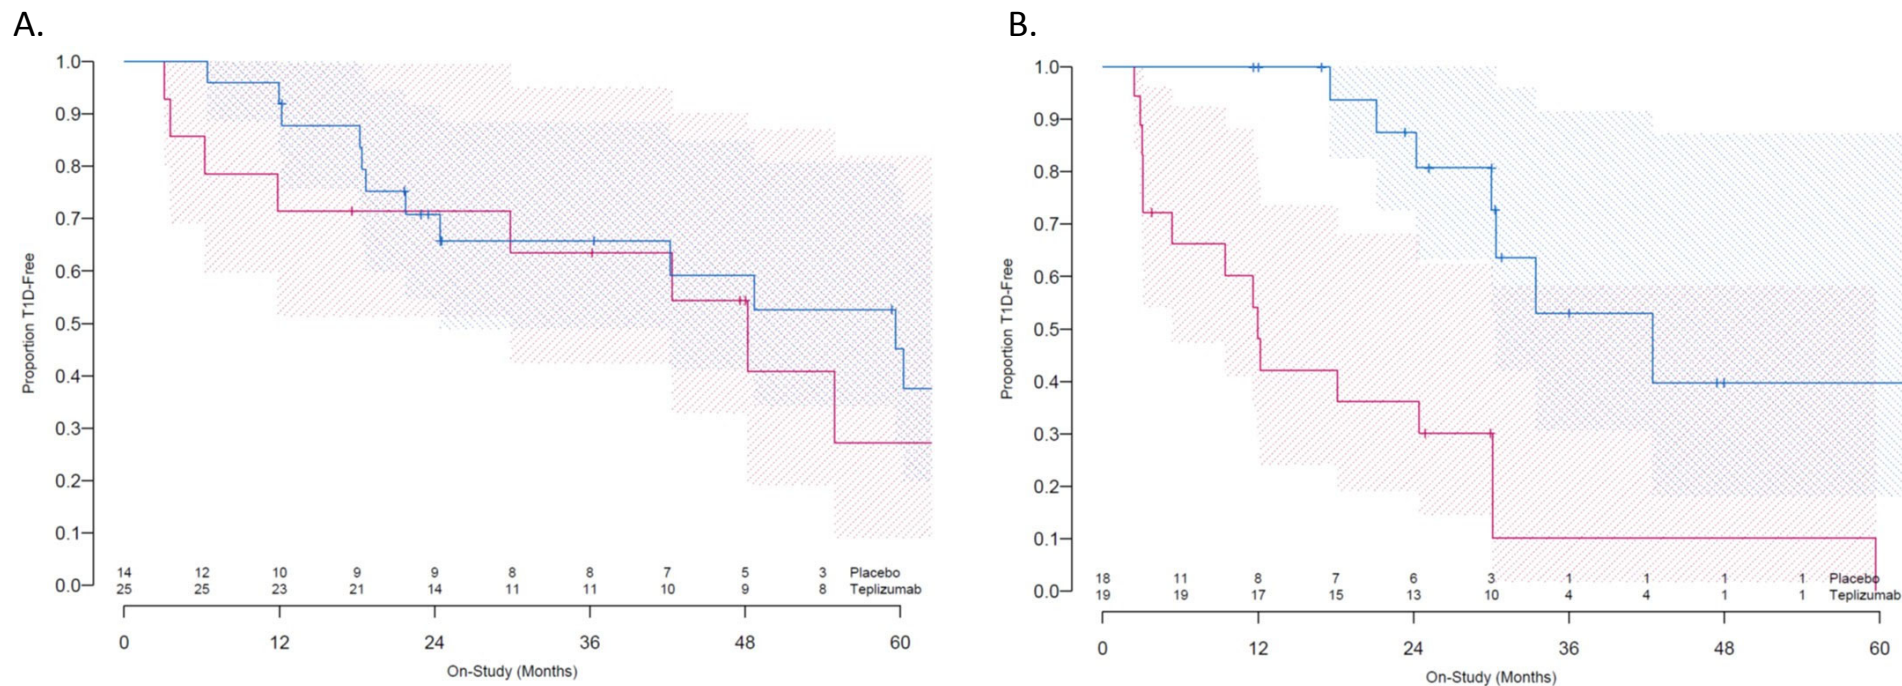 A.
1.0
0.9
0.8
0.7
0.6
0.5
0.4
0.3
0.2
0.1
0.0
Proportion T1D-Free
14 12 10 9 9 8 8 7 5 3 Placebo
25 25 23 21 14 11 11 10 9 8 Teplizumab
0 12 24 36 48 60
On-Study (Months)
B.
1.0
0.9
0.8
0.7
0.6
0.5
0.4
0.3
0.2
0.1
0.0
Proportion T1D-Free
18 11 8 7 6 3 1 1 1 1 Placebo
19 19 17 15 13 10 4 4 1 1 Teplizumab
0 12 24 36 48 60
On-Study (Months)